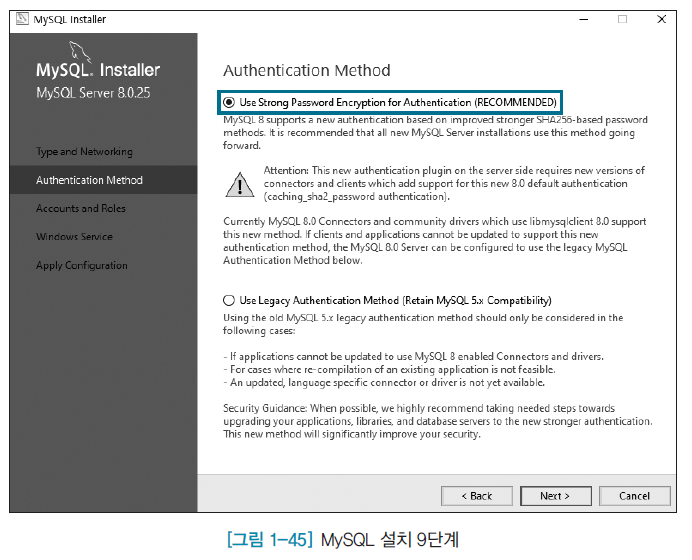 MySQL Installer
MySQL. Installer
MySQL Server 8.0.25
Type and Networking
Authentication Method
Accounts and Roles
Windows Service
Apply Configuration
Authentication Method
Use Strong Password Encryption for Authentication (RECOMMENDED)
MySQL 8 supports a new authentication based on improved stronger SHA256-based password
methods. It is recommended that all new MySQL Server installations use this method going
forward.
Attention: This new authentication plugin on the server side requires new versions of
connectors and clients which add support for this new 8.0 default authentication
(caching_sha2_password authentication).
Currently MySQL 8.0 Connectors and community drivers which use libmysqlclient 8.0 support
this new method. If clients and applications cannot be updated to support this new
authentication method, the MySQL 8.0 Server can be configured to use the legacy MySQL
Authentication Method below.
Use Legacy Authentication Method (Retain MySQL 5.x Compatibility)
Using the old MySQL 5.x legacy authentication method should only be considered in the
following cases:
- If applications cannot be updated to use MySQL 8 enabled Connectors and drivers.
- For cases where re-compilation of an existing application is not feasible.
- An updated, language specific connector or driver is not yet available.
Security Guidance: When possible, we highly recommend taking needed steps towards
upgrading your applications, libraries, and database servers to the new stronger authentication.
This new method will significantly improve your security.
< Back
Next >
Cancel
[그림 1-45] MySQL 설치 9단계